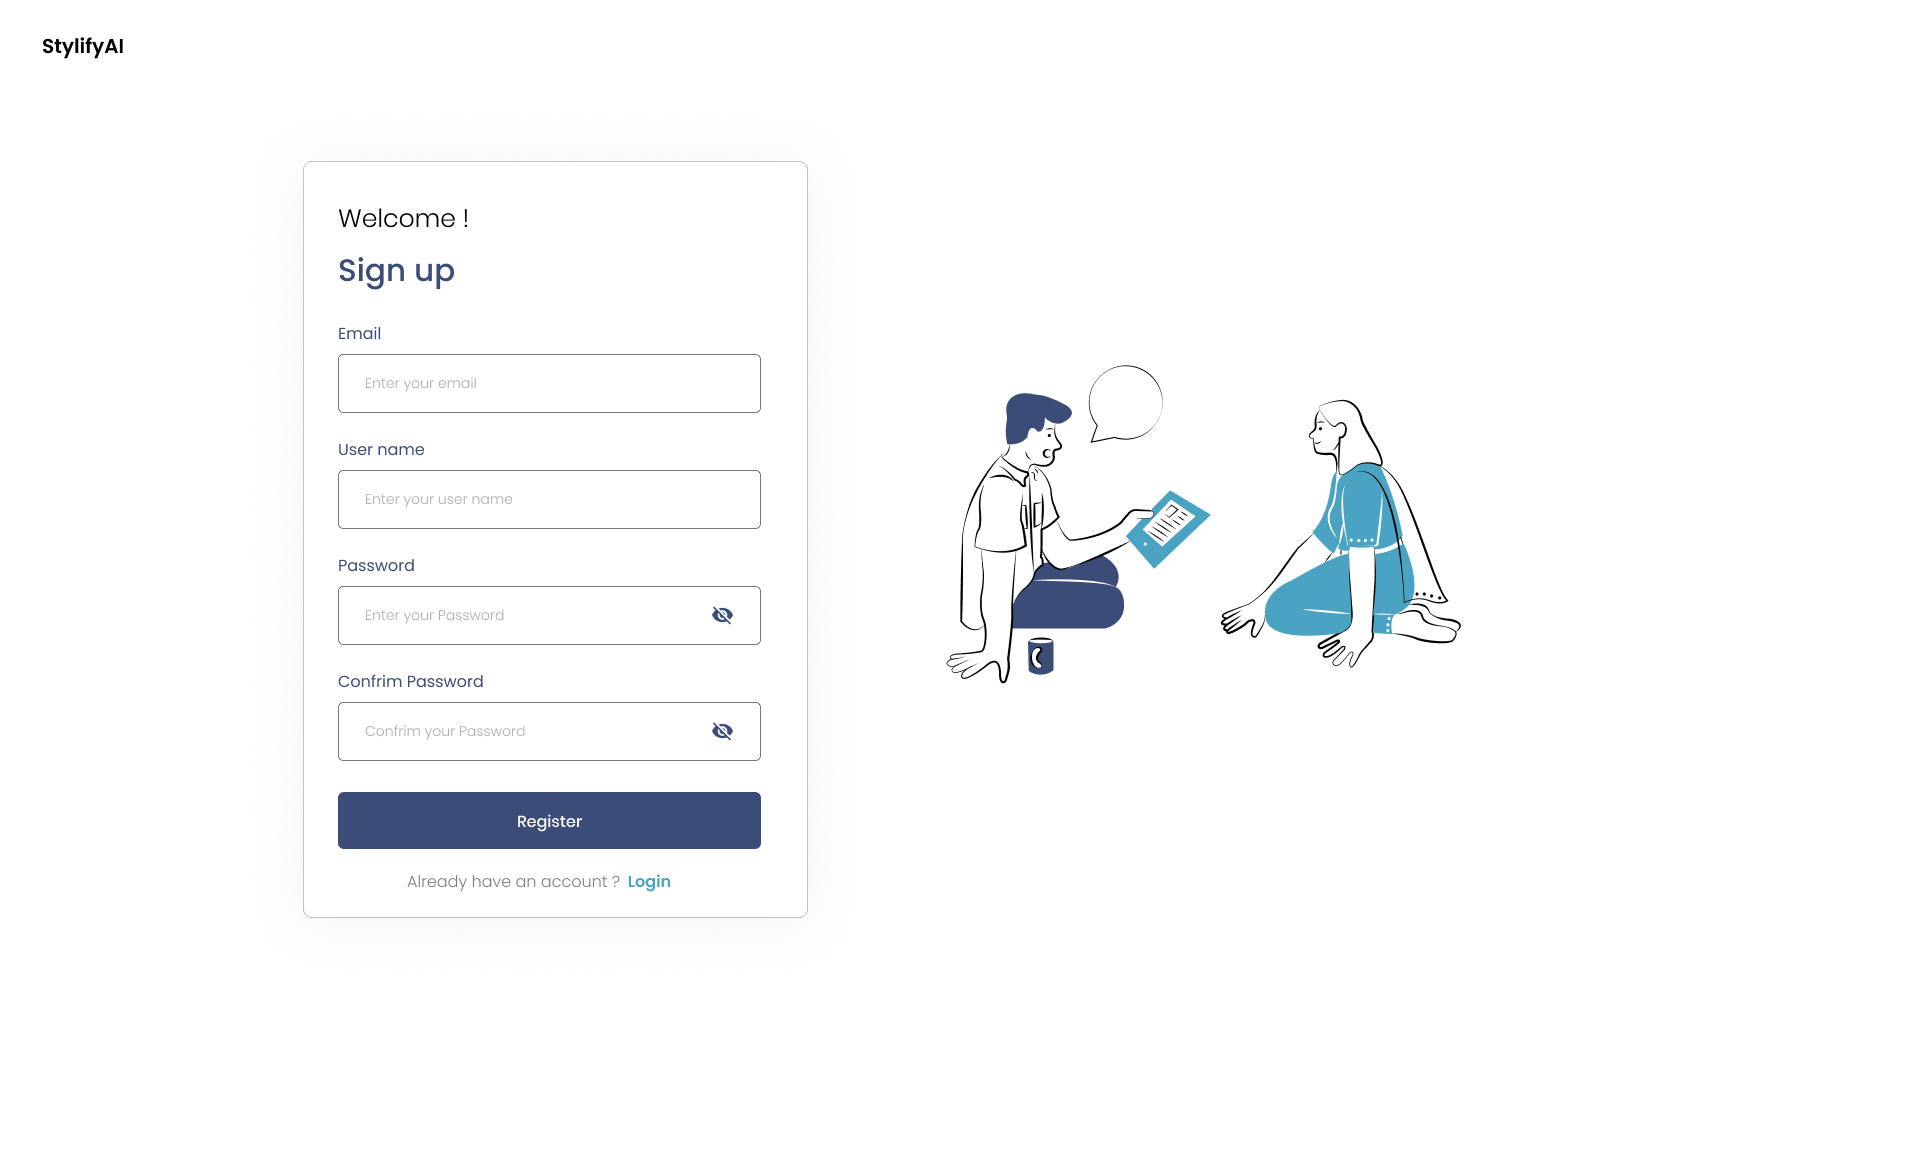 StylifyAI
Welcome !
Sign up
Email
Enter your email
User name
Enter your user name
Password
Enter your Password
Confrim Password
Confrim your Password
Register
Already have an account ? Login